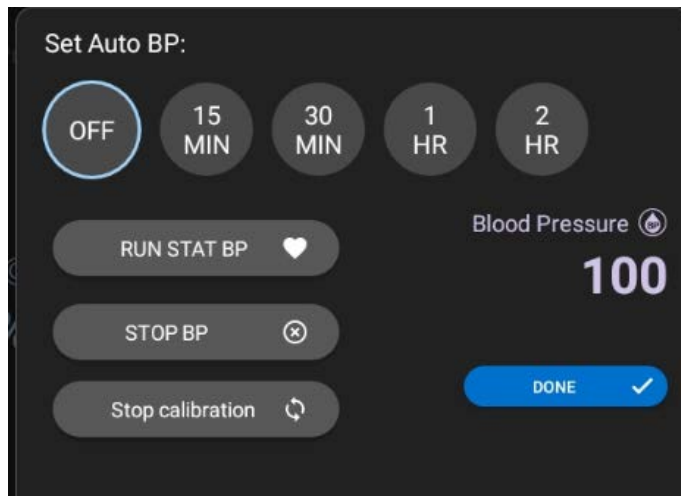 Set Auto BP:
OFF
15
MIN
30
MIN
1
HR
2
HR
RUN STAT BP
Blood Pressure BP
100
STOP BP
DONE
Stop calibration